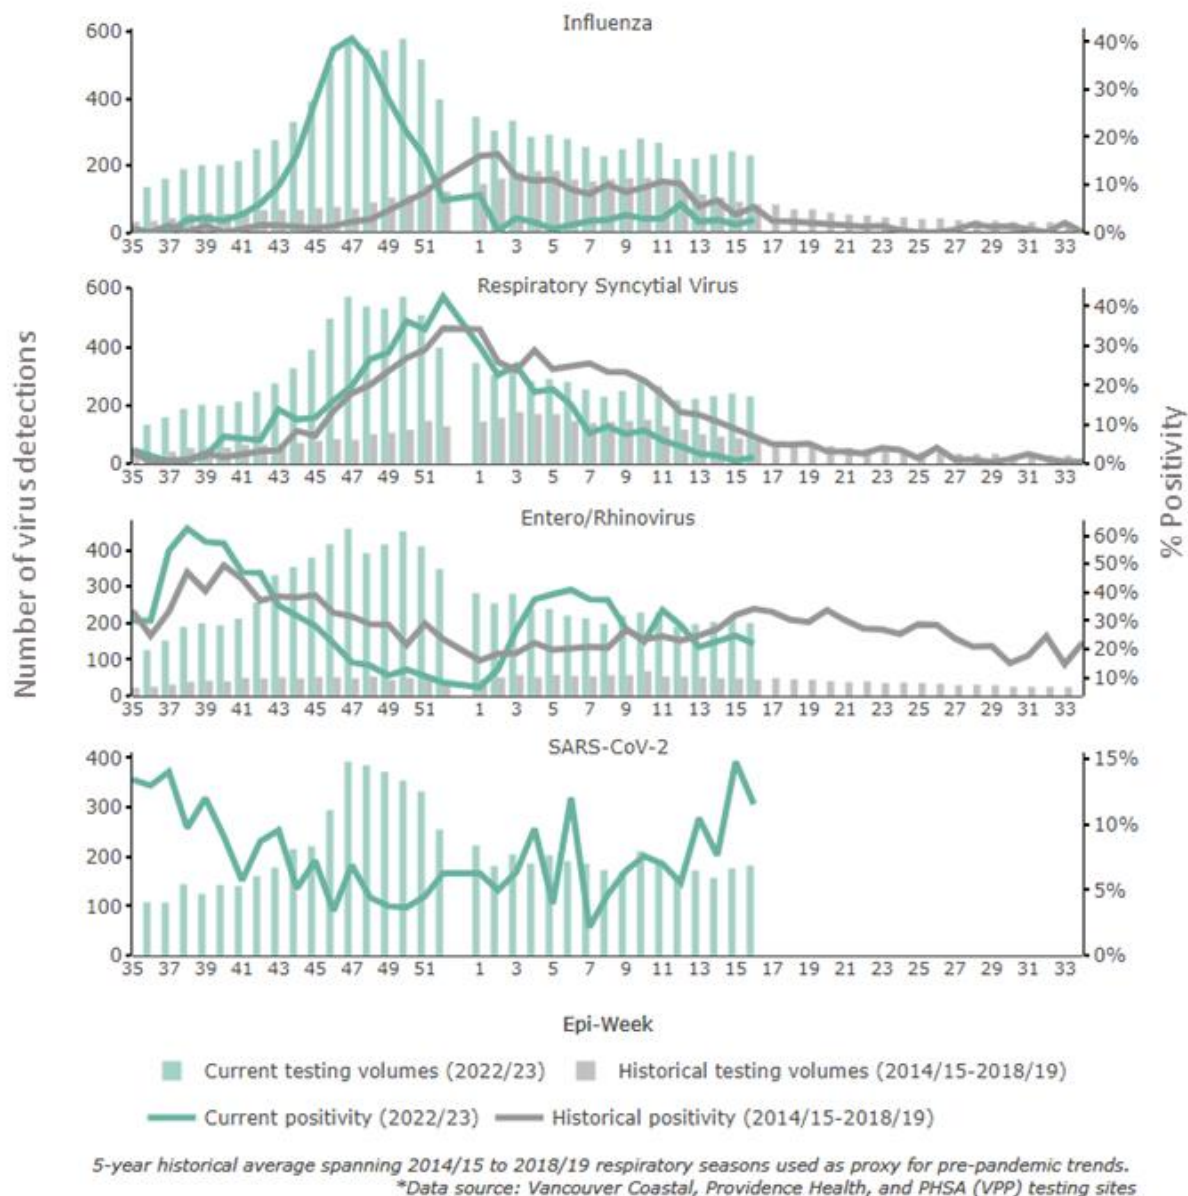 Influenza
600
400
200
0
40%
30%
20%
10%
0%
35 37 39 41 43 45 47 49 51 1 3 5 7 9 11 13 15 17 19 21 23 25 27 29 31 33
Respiratory Syncytial Virus
600
400
200
0
40%
30%
20%
10%
0%
35 37 39 41 43 45 47 49 51 1 3 5 7 9 11 13 15 17 19 21 23 25 27 29 31 33
Number of virus detections
% Positivity
Entero/Rhinovirus
400
300
200
100
0
60%
50%
40%
30%
20%
10%
35 37 39 41 43 45 47 49 51 1 3 5 7 9 11 13 15 17 19 21 23 25 27 29 31 33
SARS-CoV-2
400
300
200
100
0
15%
10%
5%
0%
35 37 39 41 43 45 47 49 51 1 3 5 7 9 11 13 15 17 19 21 23 25 27 29 31 33
Epi-Week
Current testing volumes (2022/23) Historical testing volumes (2014/15-2018/19)
Current positivity (2022/23) Historical positivity (2014/15-2018/19)
5-year historical average spanning 2014/15 to 2018/19 respiratory seasons used as proxy for pre-pandemic trends.
*Data source: Vancouver Coastal, Providence Health, and PHSA (VPP) testing sites